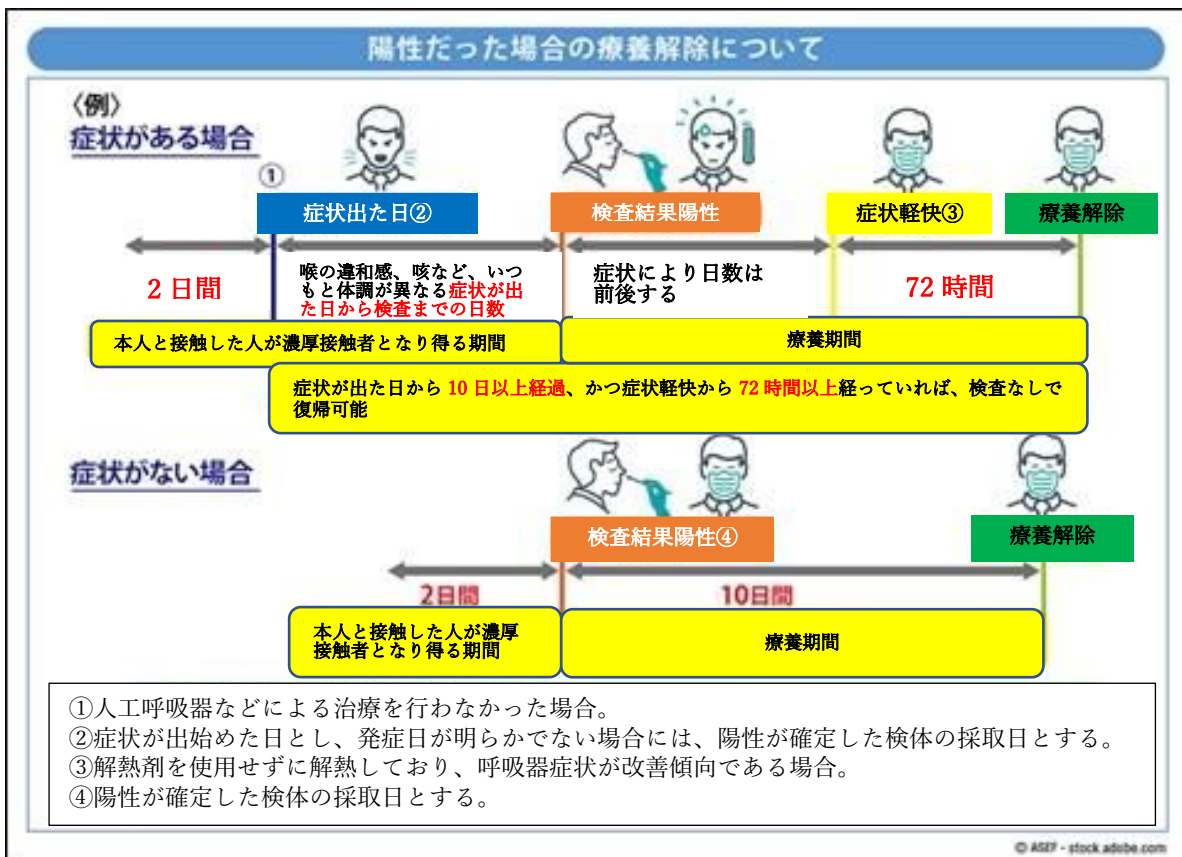 陽性だった場合の療養解除について
〈例〉
症状がある場合
①
症状出た日②
検査結果陽性
症状軽快③
療養解除
2 日間
喉の違和感、咳など、いつ
もと体調が異なる症状が出
た日から検査までの日数
症状により日数は
前後する
72 時間
本人と接触した人が濃厚接触者となり得る期間
療養期間
症状が出た日から 10 日以上経過、かつ症状軽快から 72 時間以上経っていれば、検査なしで
復帰可能
症状がない場合
検査結果陽性④
療養解除
2日間
10日間
本人と接触した人が濃厚
接触者となり得る期間
療養期間
①人工呼吸器などによる治療を行わなかった場合。
②症状が出始めた日とし、発症日が明らかでない場合には、陽性が確定した検体の採取日とする。
③解熱剤を使用せずに解熱しており、呼吸器症状が改善傾向である場合。
④陽性が確定した検体の採取日とする。
© ASEF - stock.adobe.com